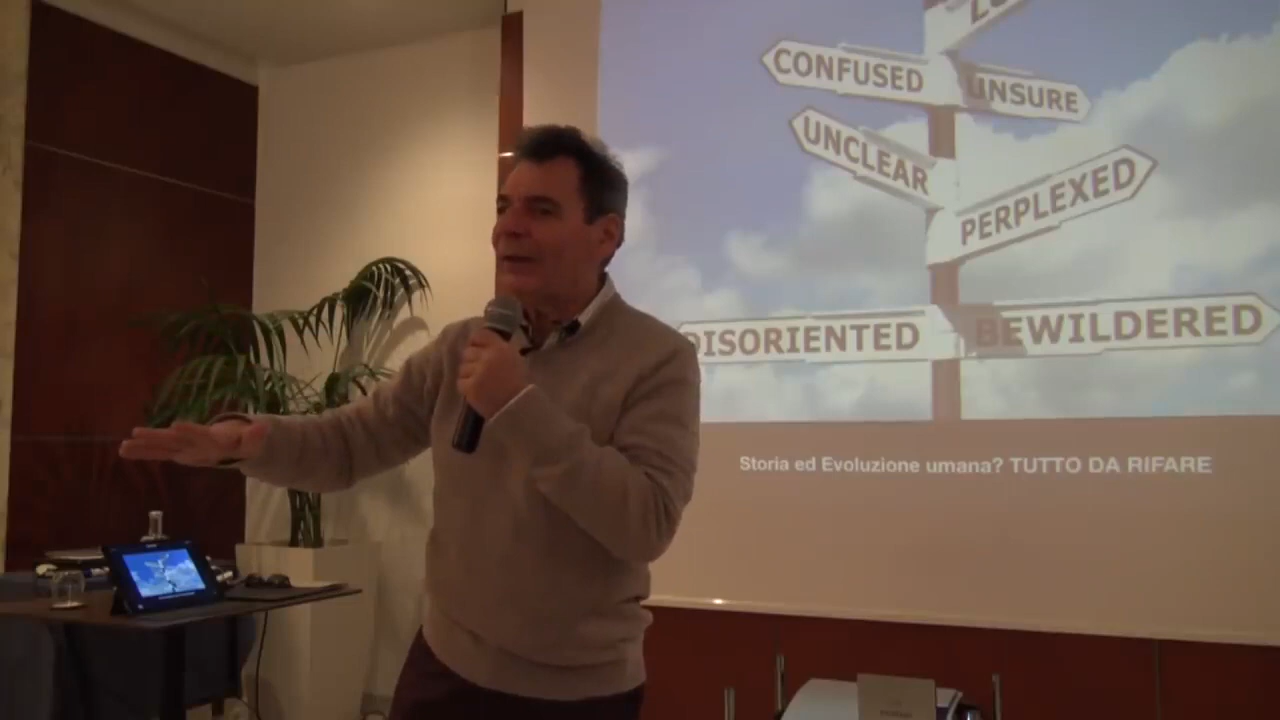 CONFUSED
UNSURE
UNCLEAR
PERPLEXED
DISORIENTED
BEWILDERED
Storia ed Evoluzione umana? TUTTO DA RIFARE